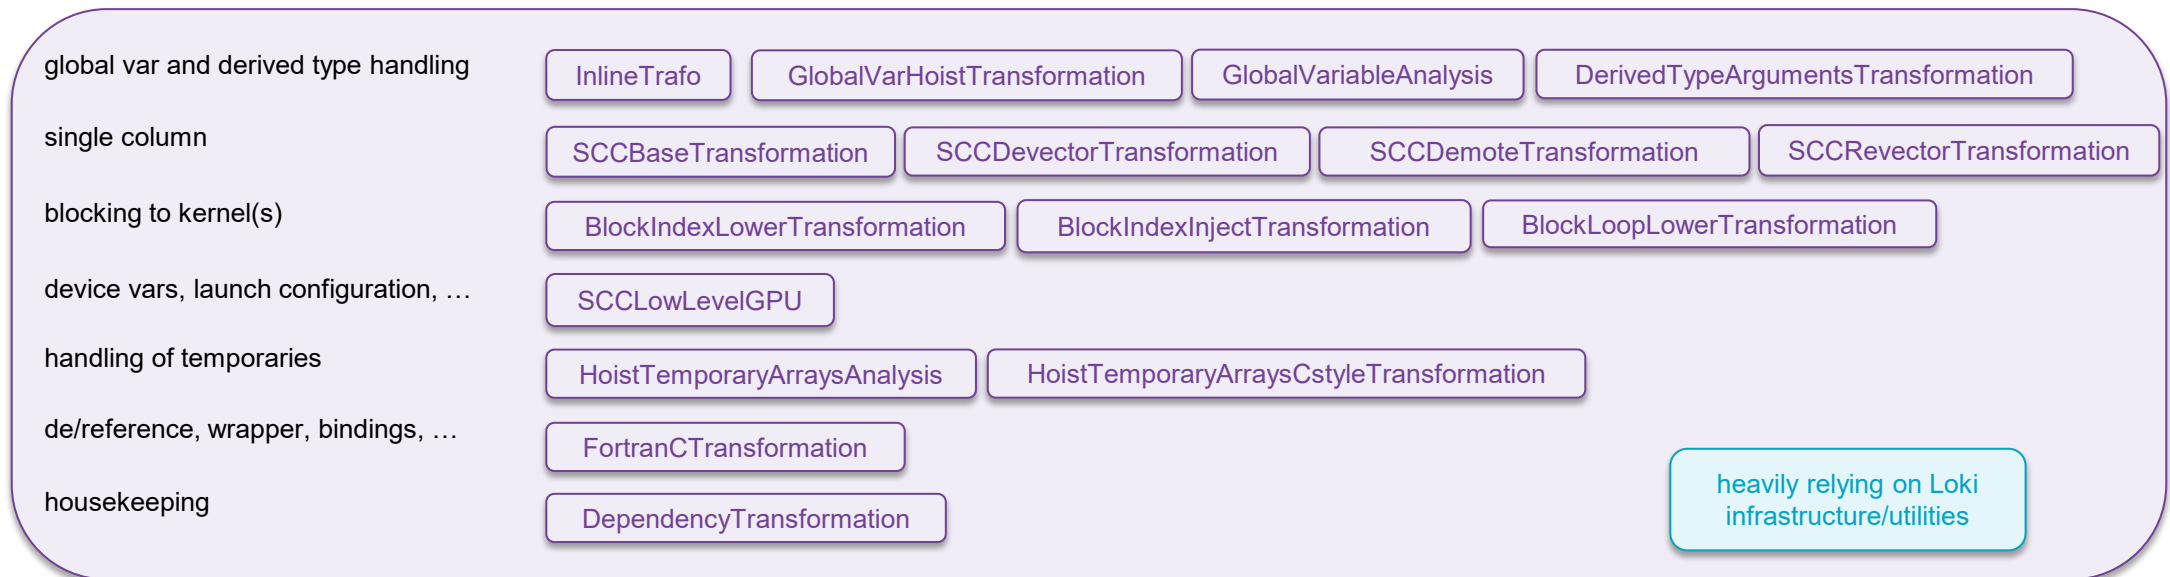 global var and derived type handling
InlineTrafo
GlobalVarHoistTransformation
GlobalVariableAnalysis
DerivedTypeArgumentsTransformation
single column
SCCBaseTransformation
SCCDevectorTransformation
SCCDemoteTransformation
SCCRevectorTransformation
blocking to kernel(s)
BlockIndexLowerTransformation
BlockIndexInjectTransformation
BlockLoopLowerTransformation
device vars, launch configuration, …
SCCLowLevelGPU
handling of temporaries
HoistTemporaryArraysAnalysis
HoistTemporaryArraysCstyleTransformation
de/reference, wrapper, bindings, …
FortranCTransformation
housekeeping
DependencyTransformation
heavily relying on Loki
infrastructure/utilities